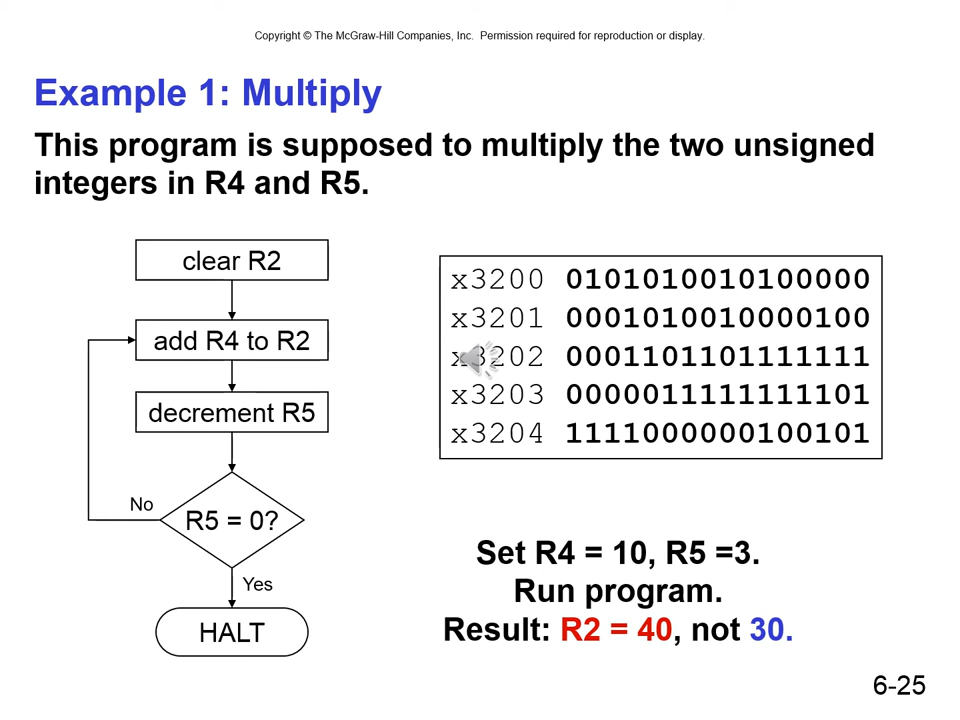 Copyright © The McGraw-Hill Companies, Inc. Permission required for reproduction or display.
Example 1: Multiply
This program is supposed to multiply the two unsigned
integers in R4 and R5.
clear R2
add R4 to R2
decrement R5
No
R5 = 0?
Yes
HALT
x3200 0101010010100000
x3201 0001010010000100
x3202 0001101101111111
x3203 0000011111111101
x3204 1111000000100101
Set R4 = 10, R5 =3.
Run program.
Result: R2 = 40, not 30.
6-25